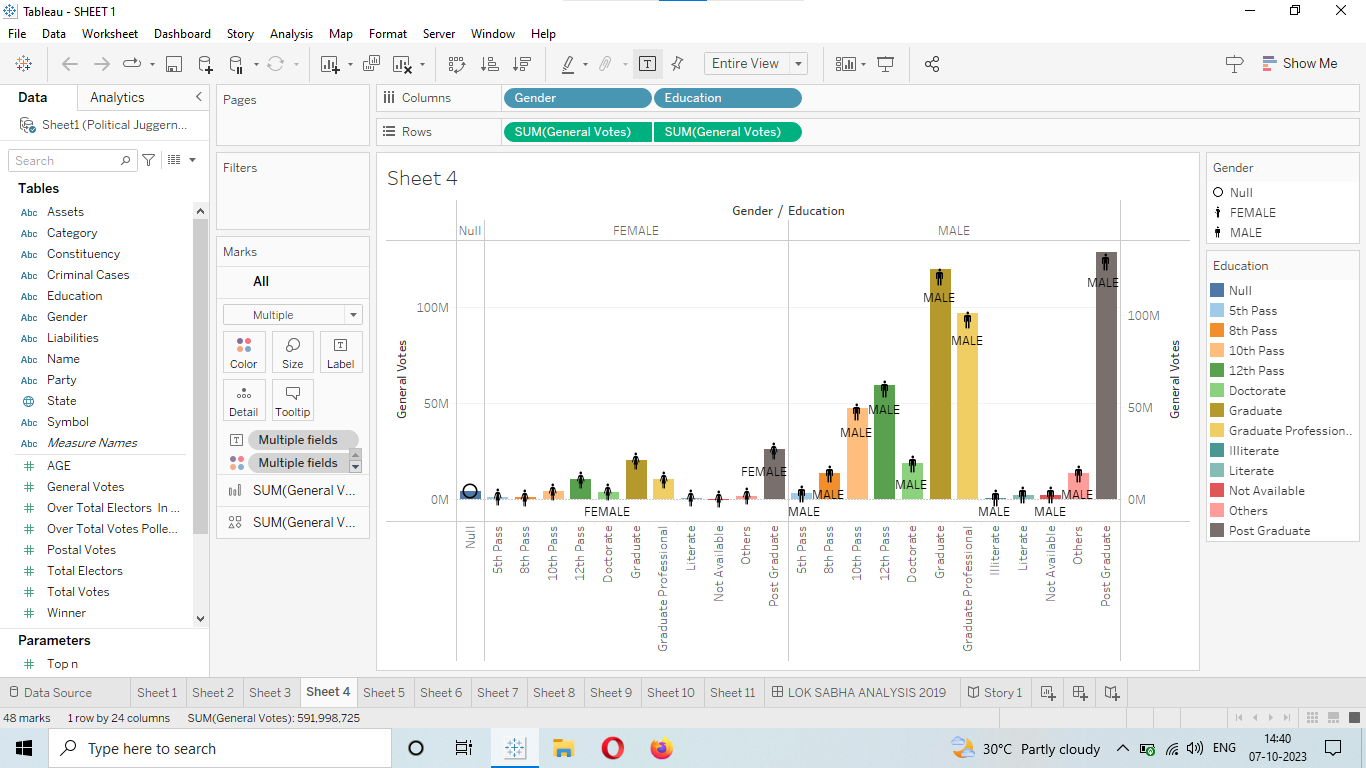 Tableau - SHEET 1
File Data Worksheet Dashboard Story Analysis Map Format Server Window Help
Entire View
Show Me
Data Analytics
Sheet1 (Political Juggern...
Search
Tables
Abc Assets
Abc Category
Abc Constituency
Abc Criminal Cases
Abc Education
Abc Gender
Abc Liabilities
Abc Name
Abc Party
State
Abc Symbol
Abc Measure Names
# AGE
# General Votes
# Over Total Electors In ...
# Over Total Votes Polle...
# Postal Votes
# Total Electors
# Total Votes
# Winner
Parameters
# Top n
Pages
Filters
Marks
All
Multiple
Color Size Label
Detail Tooltip
Multiple fields
Multiple fields
SUM(General V...
SUM(General V...
Columns Gender Education
Rows SUM(General Votes) SUM(General Votes)
Sheet 4
Gender / Education
Null FEMALE MALE
General Votes
100M
50M
0M
FEMALE
FEMALE
MALE
MALE
MALE
MALE
MALE
MALE
MALE
MALE
MALE
MALE
MALE
General Votes
100M
50M
0M
Null
5th Pass
8th Pass
10th Pass
12th Pass
Doctorate
Graduate
Graduate Professional
Literate
Not Available
Others
Post Graduate
5th Pass
8th Pass
10th Pass
12th Pass
Doctorate
Graduate
Graduate Professional
Illiterate
Literate
Not Available
Others
Post Graduate
Gender
Null
FEMALE
MALE
Education
Null
5th Pass
8th Pass
10th Pass
12th Pass
Doctorate
Graduate
Graduate Profession..
Illiterate
Literate
Not Available
Others
Post Graduate
Data Source Sheet 1 Sheet 2 Sheet 3 Sheet 4 Sheet 5 Sheet 6 Sheet 7 Sheet 8 Sheet 9 Sheet 10 Sheet 11 LOK SABHA ANALYSIS 2019 Story 1
48 marks 1 row by 24 columns SUM(General Votes): 591,998,725
Type here to search
30°C Partly cloudy
ENG
14:40
07-10-2023